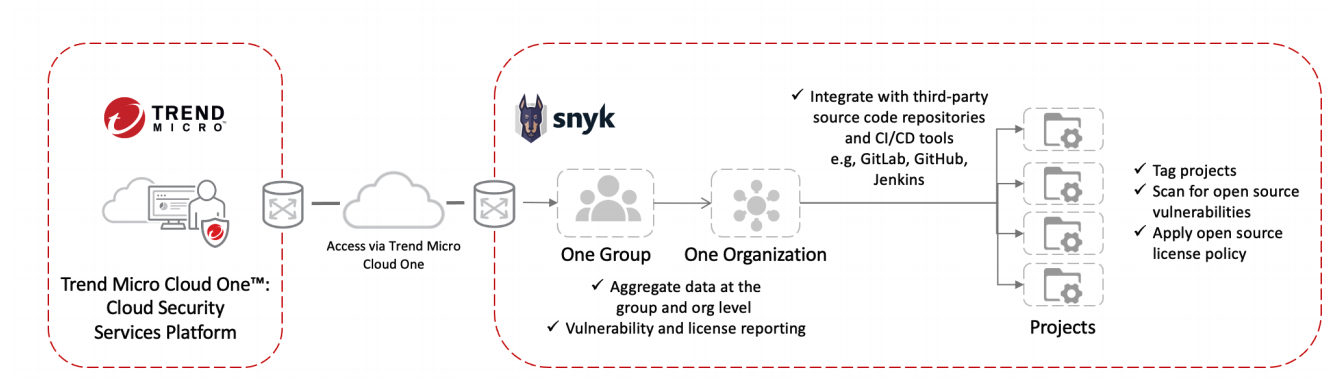 TREND
MICRO™
Trend Micro Cloud One™:
Cloud Security
Services Platform
Access via Trend Micro
Cloud One
snyk
One Group
One Organization
✓ Aggregate data at the
group and org level
✓ Vulnerability and license reporting
✓ Integrate with third-party
source code repositories
and CI/CD tools
e.g, GitLab, GitHub,
Jenkins
Projects
✓ Tag projects
✓ Scan for open source
vulnerabilities
✓ Apply open source
license policy